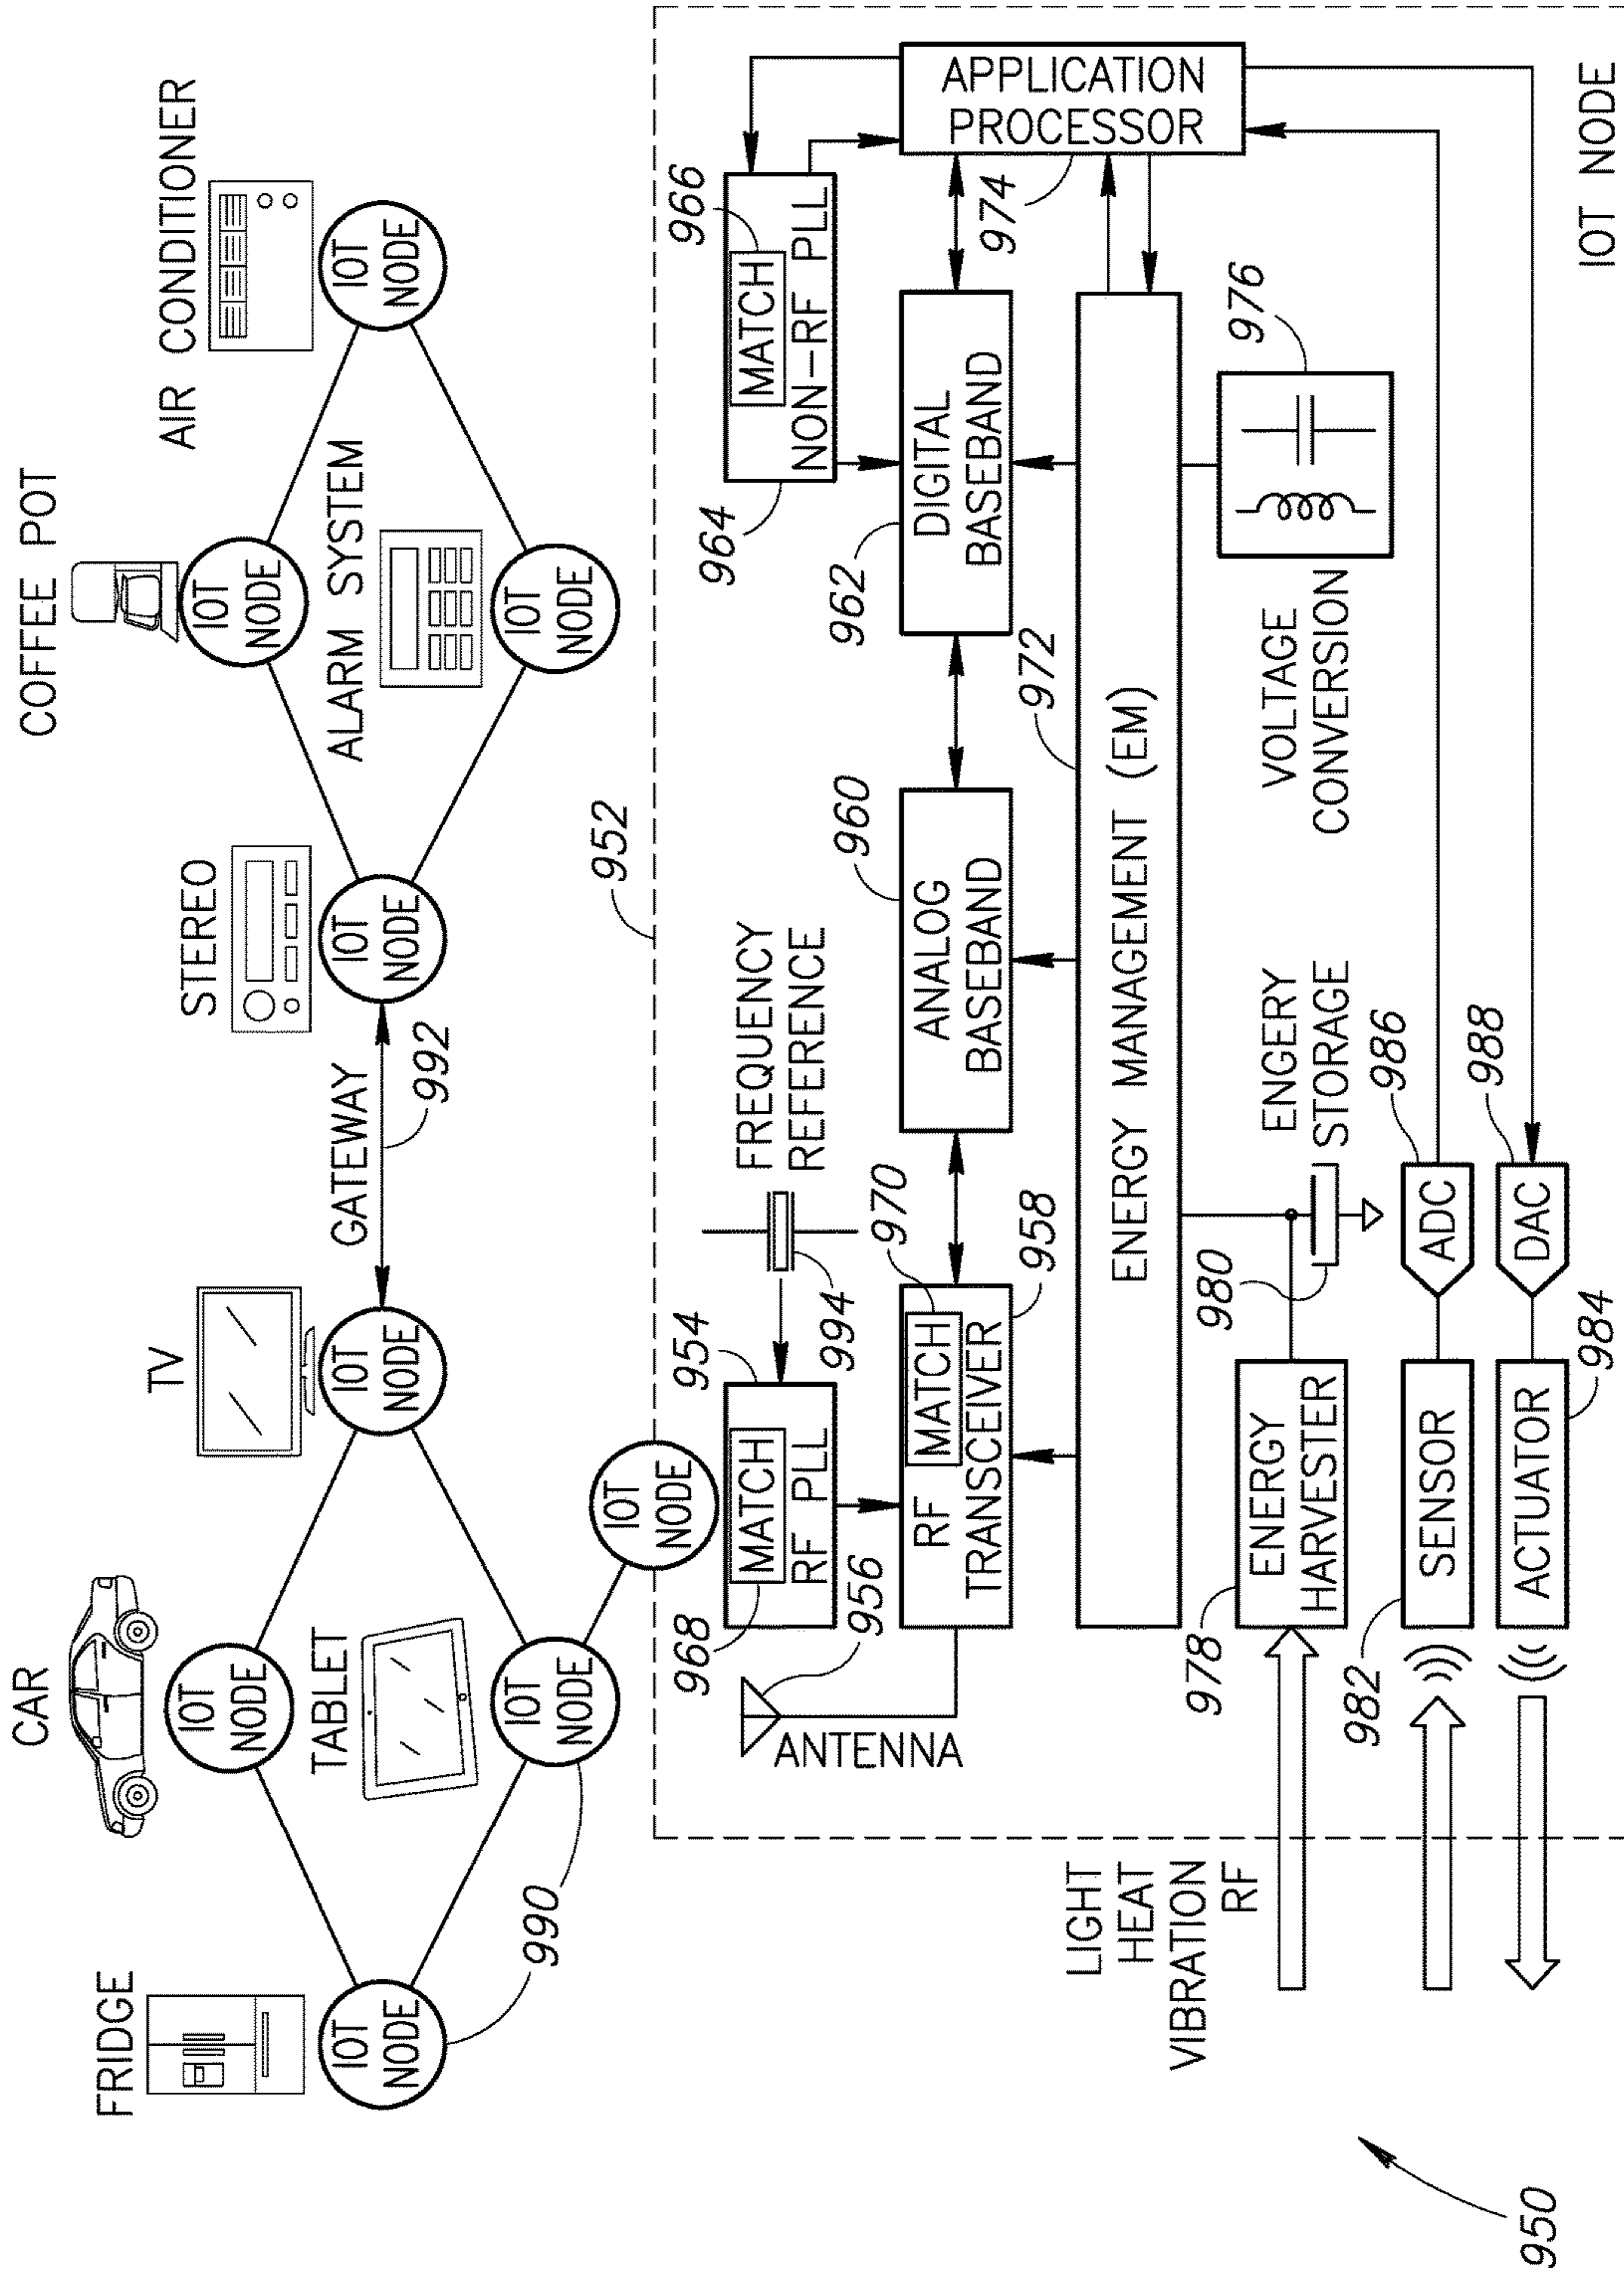 COFFEE POT
CAR
FRIDGE
TV
STEREO
AIR CONDITIONER
IOT
NODE
IOT
NODE
TABLET
ALARM SYSTEM
IOT
NODE
IOT
NODE
GATEWAY
992
IOT
NODE
IOT
NODE
990
IOT
NODE
IOT
NODE
IOT
NODE
952
968
MATCH
RF PLL
954
994
FREQUENCY
REFERENCE
964
MATCH
NON-RF PLL
966
ANTENNA
956
RF
MATCH
TRANSCEIVER
970
958
ANALOG
BASEBAND
960
DIGITAL
BASEBAND
962
APPLICATION
PROCESSOR
974
ENERGY MANAGEMENT (EM)
972
LIGHT
HEAT
VIBRATION
RF
978
ENERGY
HARVESTER
980
ENGERY
STORAGE
VOLTAGE
CONVERSION
976
982
SENSOR
ADC
986
ACTUATOR
984
DAC
988
IOT NODE
950